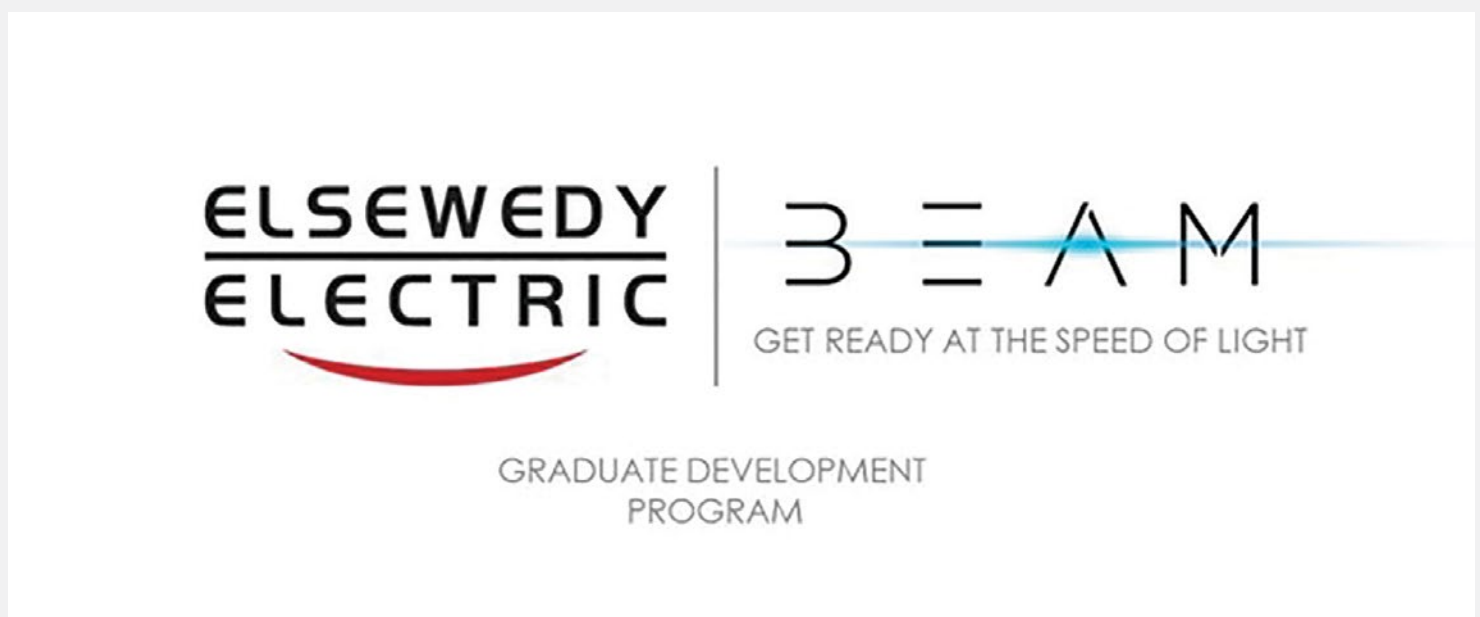 ELSEWEDY
ELECTRIC
BEAM
GET READY AT THE SPEED OF LIGHT
GRADUATE DEVELOPMENT
PROGRAM